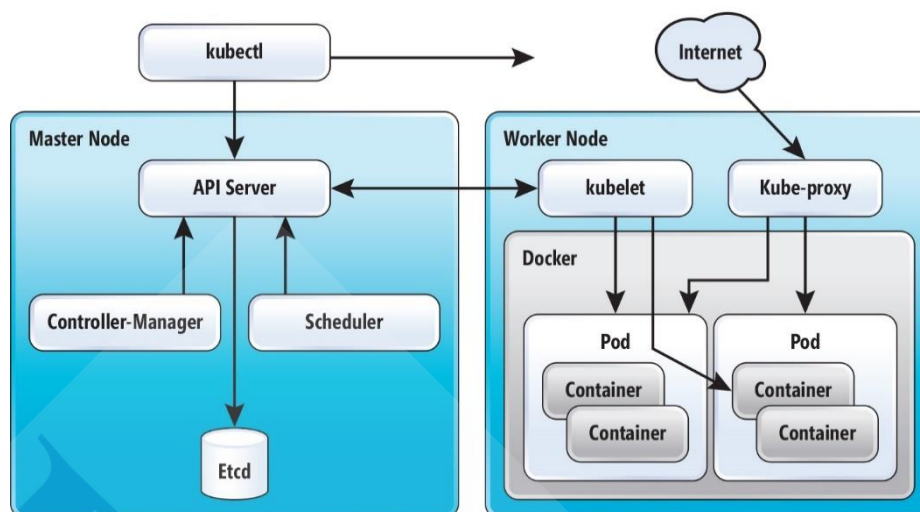 kubectl
Internet
Master Node
Worker Node
API Server
kubelet
Kube-proxy
Docker
Controller-Manager
Scheduler
Pod
Pod
Container
Container
Container
Container
Etcd